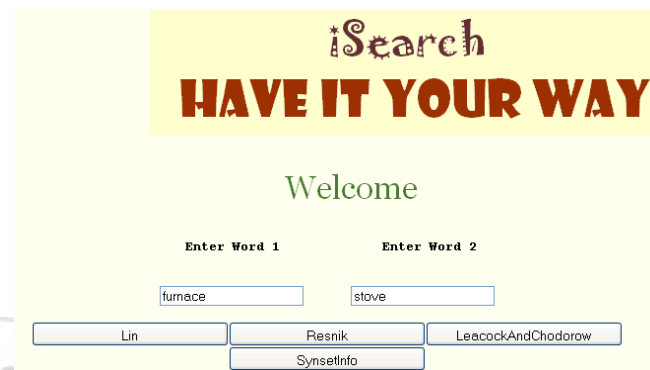 iSearch
HAVE IT YOUR WAY
Welcome
Enter Word 1 Enter Word 2
furnace stove
Lin Resnik LeacockAndChodorow
SynsetInfo